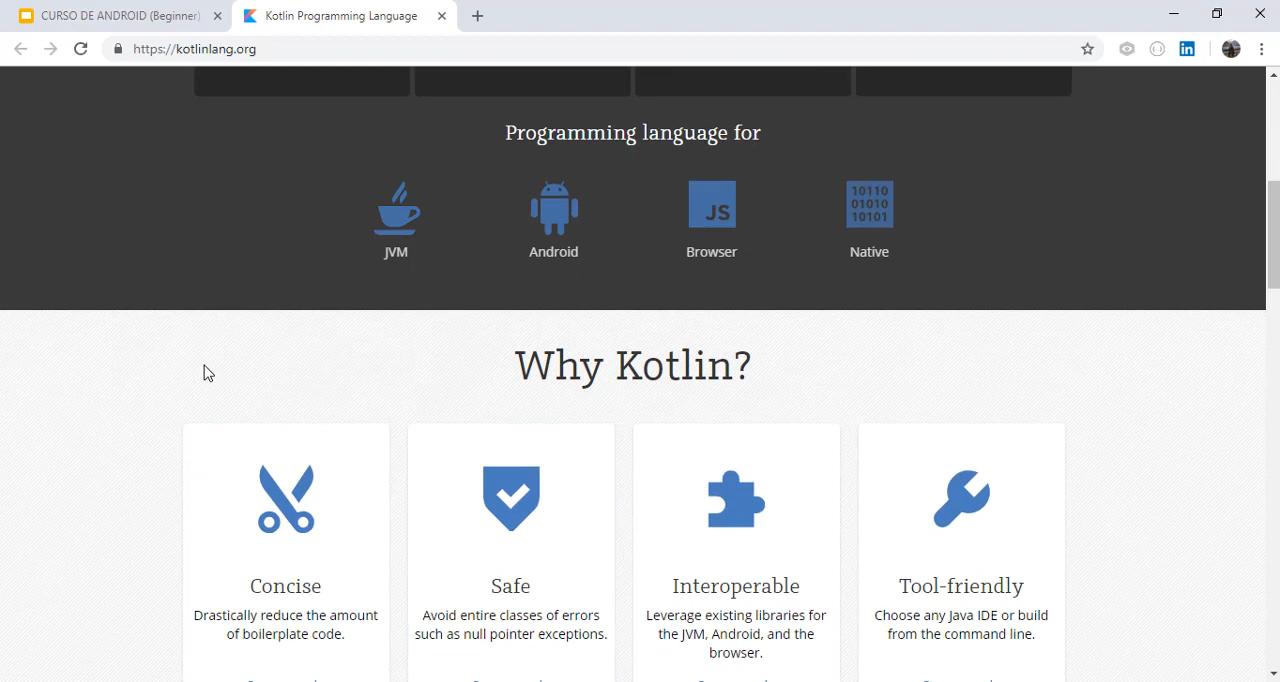 CURSO DE ANDROID (Beginner)
Kotlin Programming Language
https://kotlinlang.org
Programming language for
JS
10110
01010
10101
JVM
Android
Browser
Native
Why Kotlin?
Concise
Drastically reduce the amount
of boilerplate code.
Safe
Avoid entire classes of errors
such as null pointer exceptions.
Interoperable
Leverage existing libraries for
the JVM, Android, and the
browser.
Tool-friendly
Choose any Java IDE or build
from the command line.
in